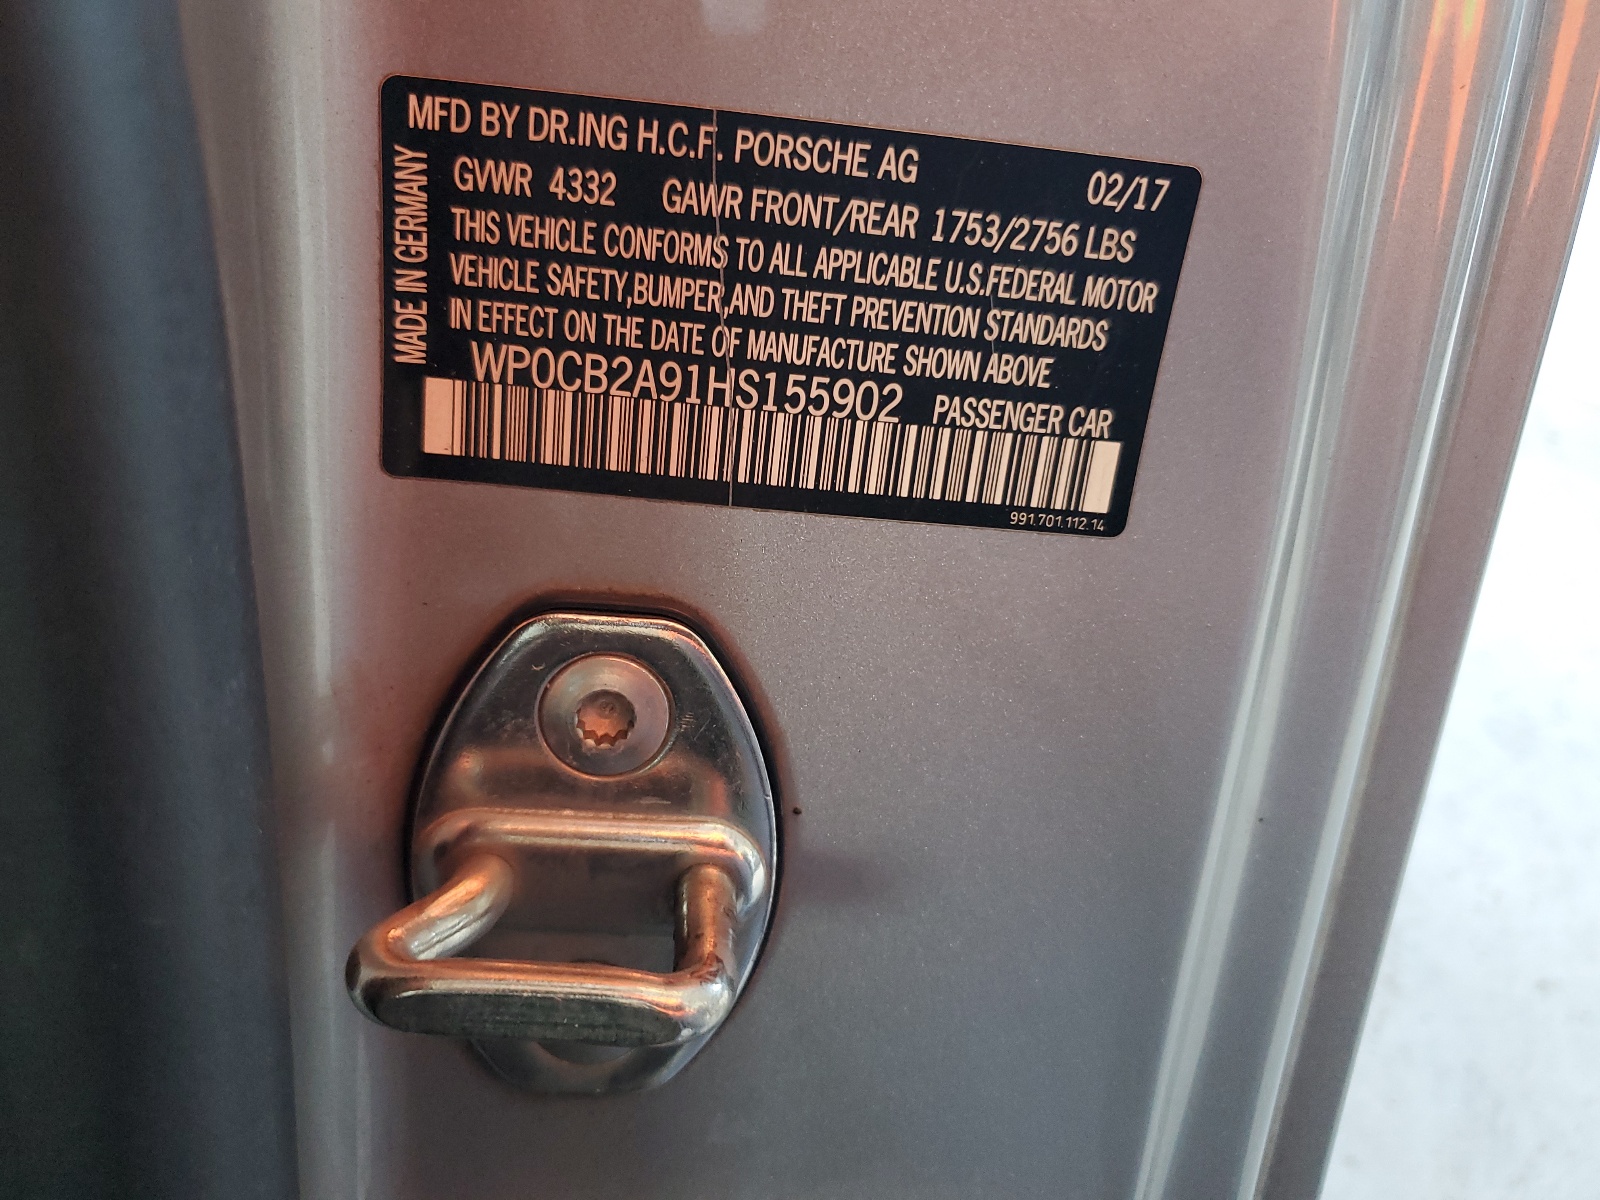 MFD BY DR.ING H.C.F. PORSCHE AG
02/17
MADE IN GERMANY
GVWR 4332 GAWR FRONT/REAR 1753/2756 LBS
THIS VEHICLE CONFORMS TO ALL APPLICABLE U.S.FEDERAL MOTOR
VEHICLE SAFETY,BUMPER,AND THEFT PREVENTION STANDARDS
IN EFFECT ON THE DATE OF MANUFACTURE SHOWN ABOVE
WP0CB2A91HS155902 PASSENGER CAR
991.701.112.14